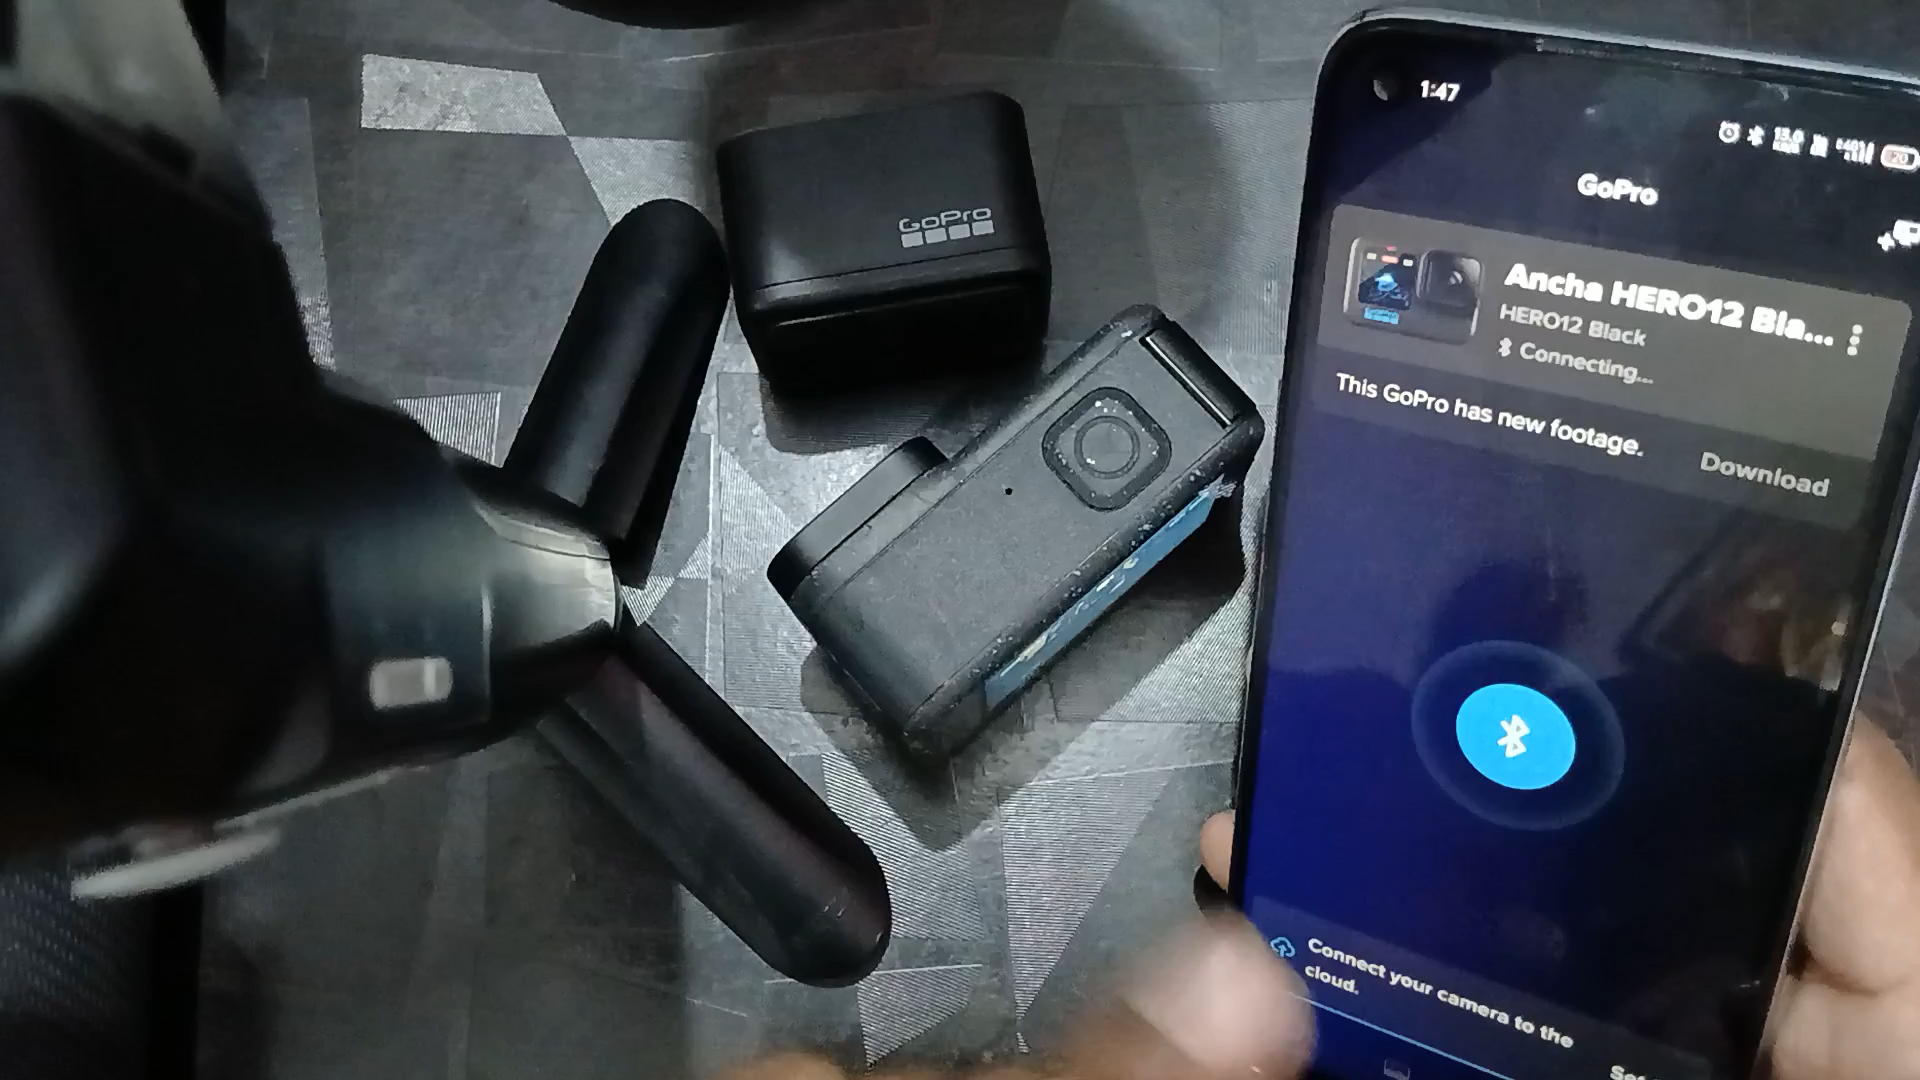 GoPro
1:47
20
GoPro
Ancha HERO12 Bla...
HERO12 Black
Connecting...
This GoPro has new footage.
Download
Connect your camera to the
cloud.